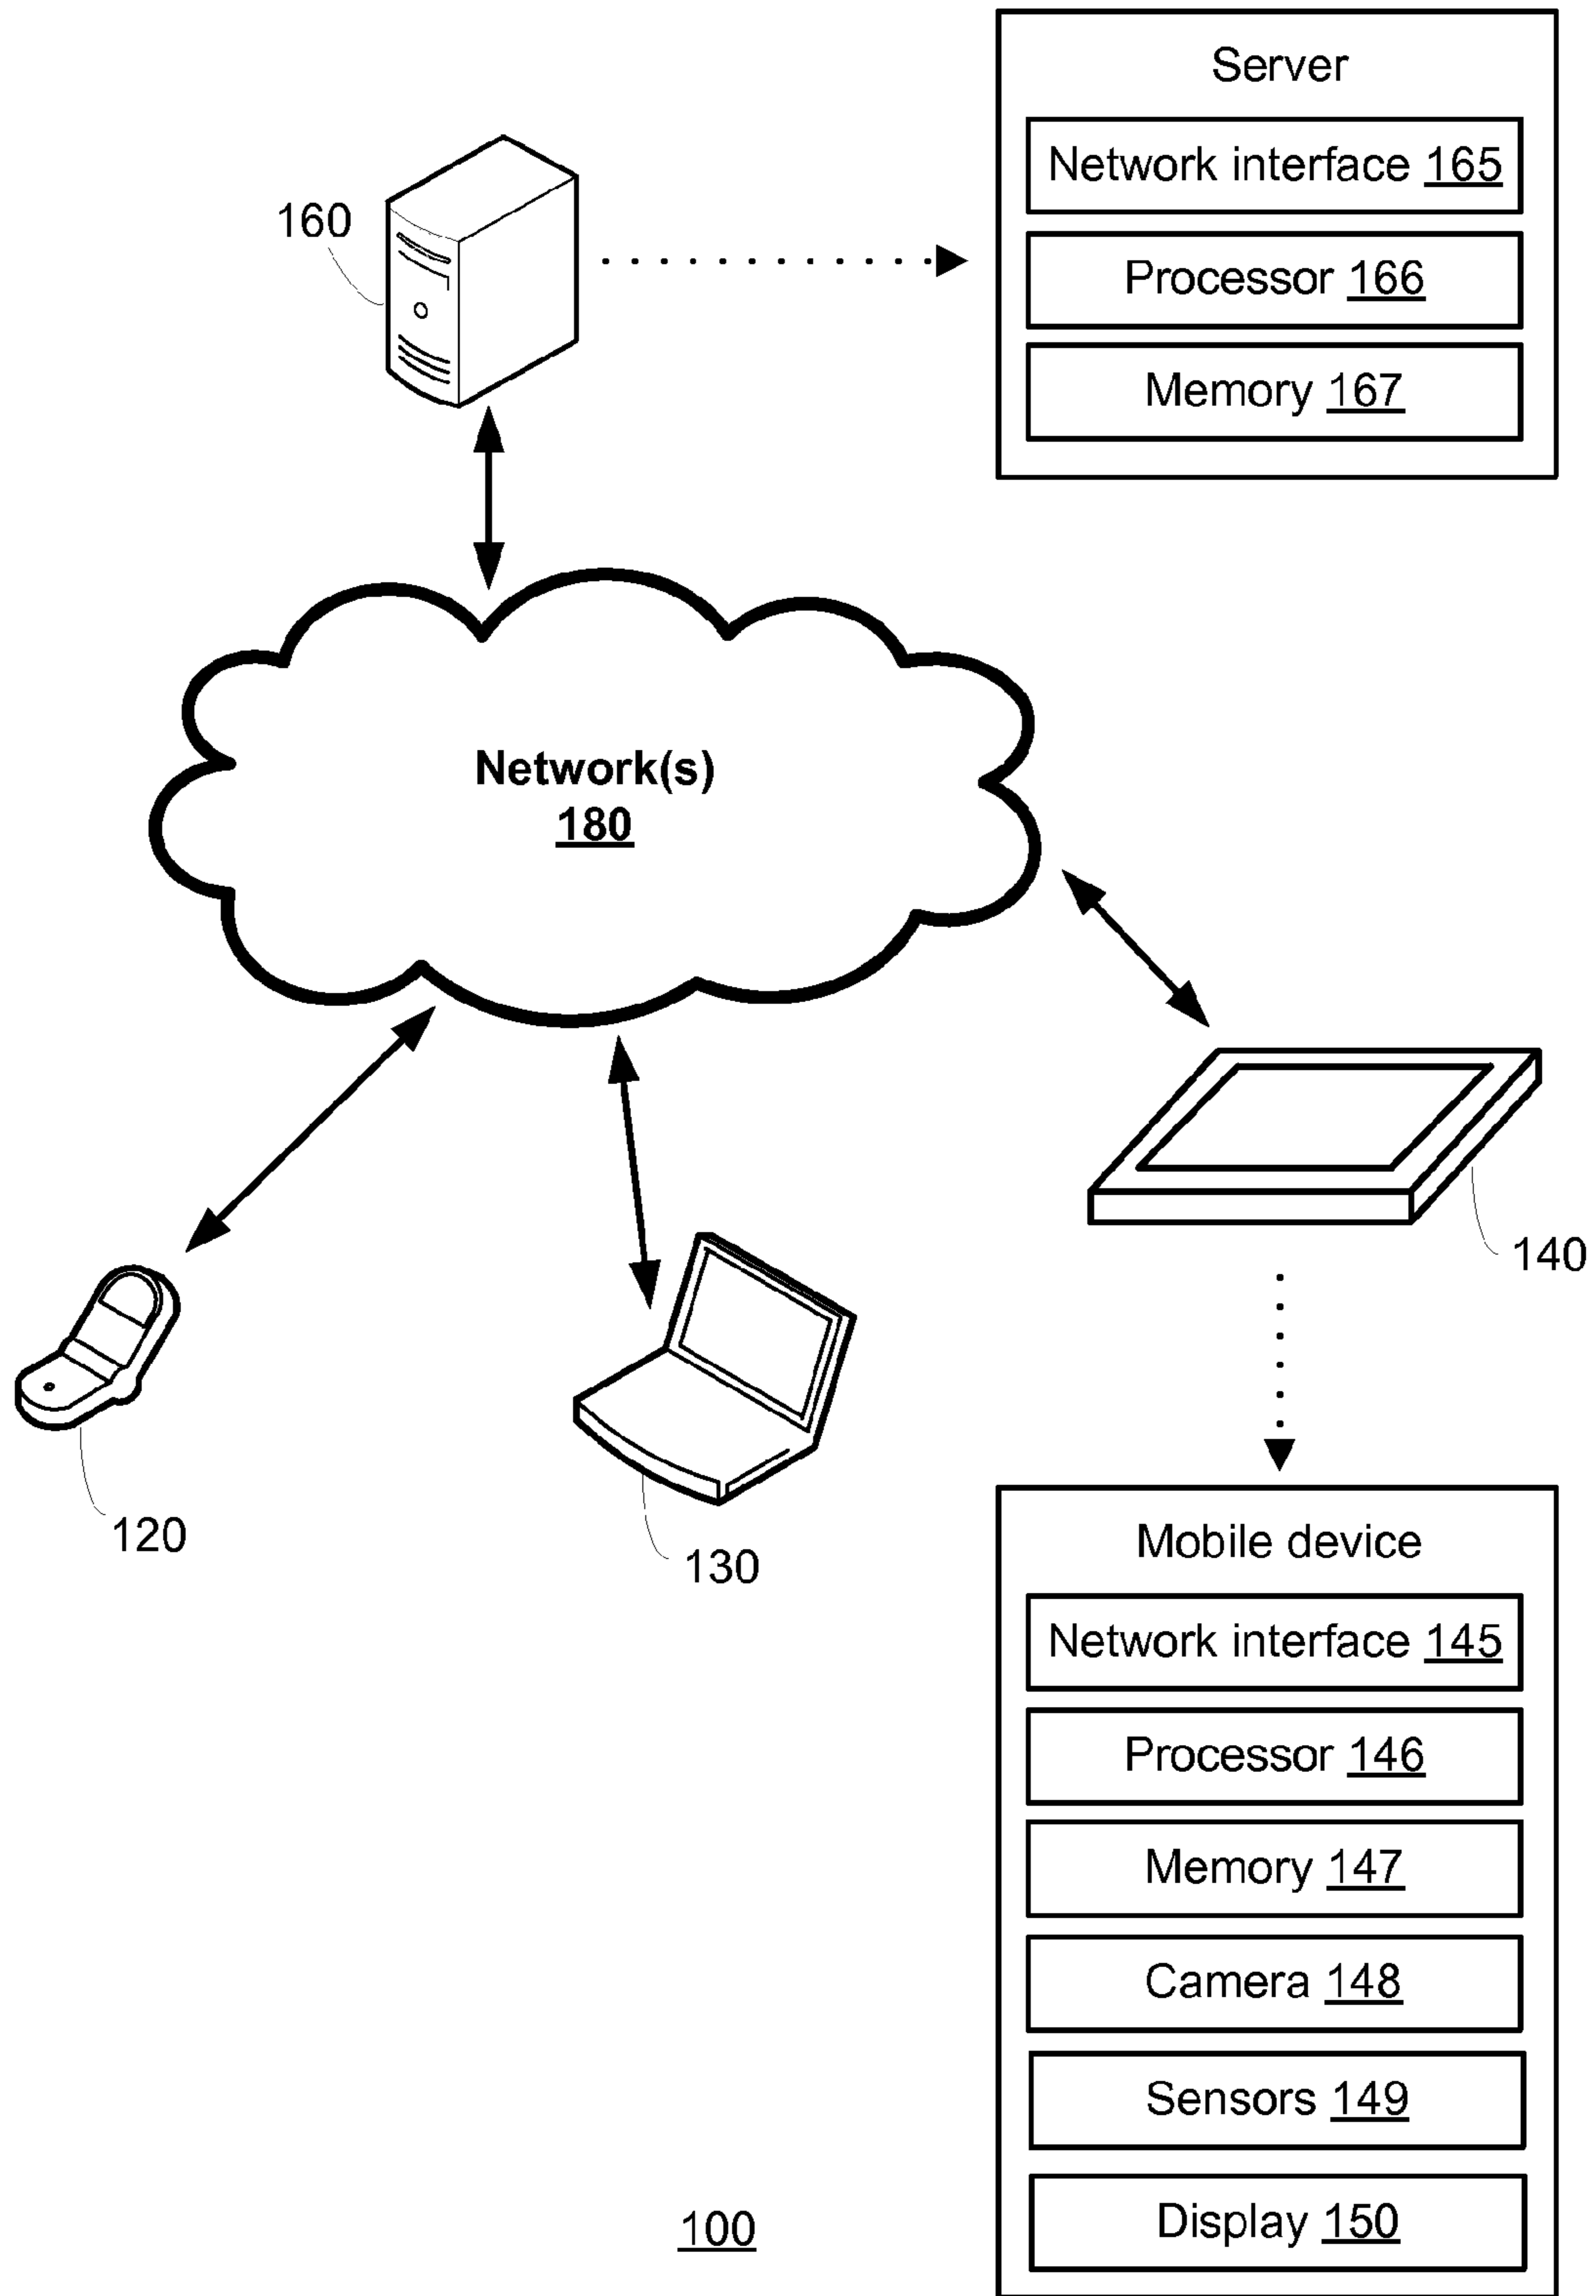 Server
Network interface 165
160
Processor 166
Memory 167
Network(s)
180
140
120
130
Mobile device
Network interface 145
Processor 146
Memory 147
Camera 148
Sensors 149
Display 150
100